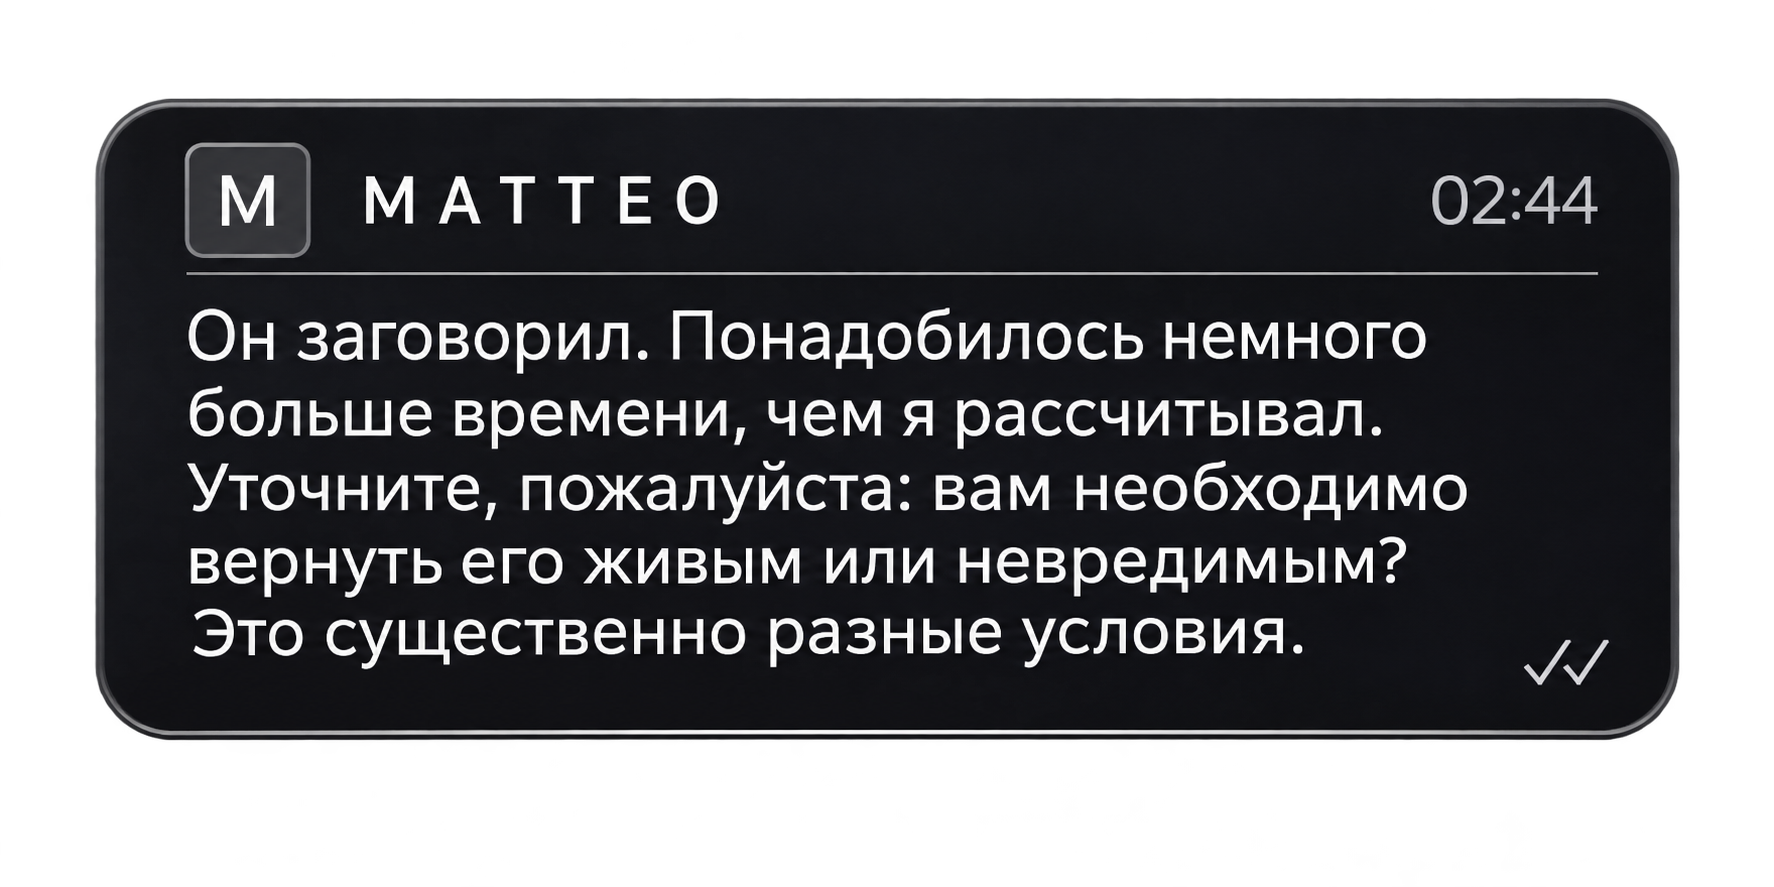 M MATTEO 02:44
Он заговорил. Понадобилось немного
больше времени, чем я рассчитывал.
Уточните, пожалуйста: вам необходимо
вернуть его живым или невредимым?
Это существенно разные условия.